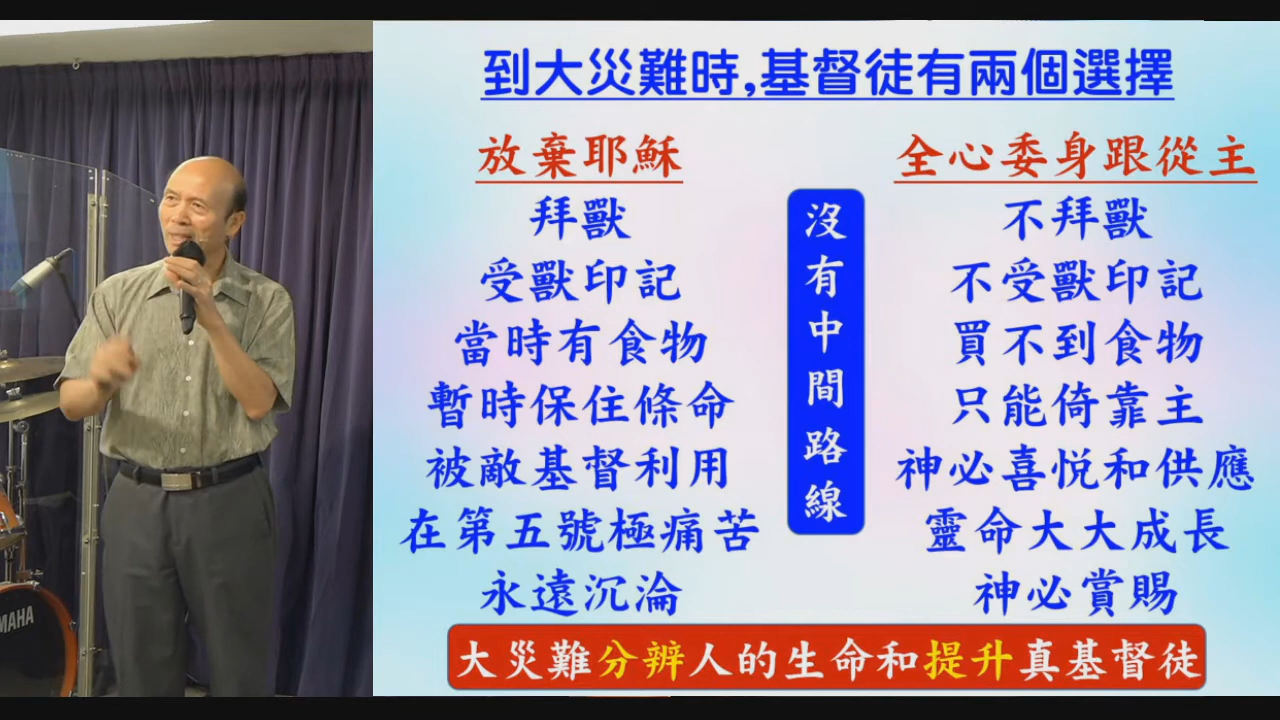 到大災難時,基督徒有兩個選擇
放棄耶穌
拜獸
受獸印記
當時有食物
暫時保住條命
被敵基督利用
在第五號極痛苦
永遠沉淪
沒有中間路線
全心委身跟從主
不拜獸
不受獸印記
買不到食物
只能倚靠主
神必喜悅和供應
靈命大大成長
神必賞賜
大災難分辨人的生命和提升真基督徒
YAMAHA